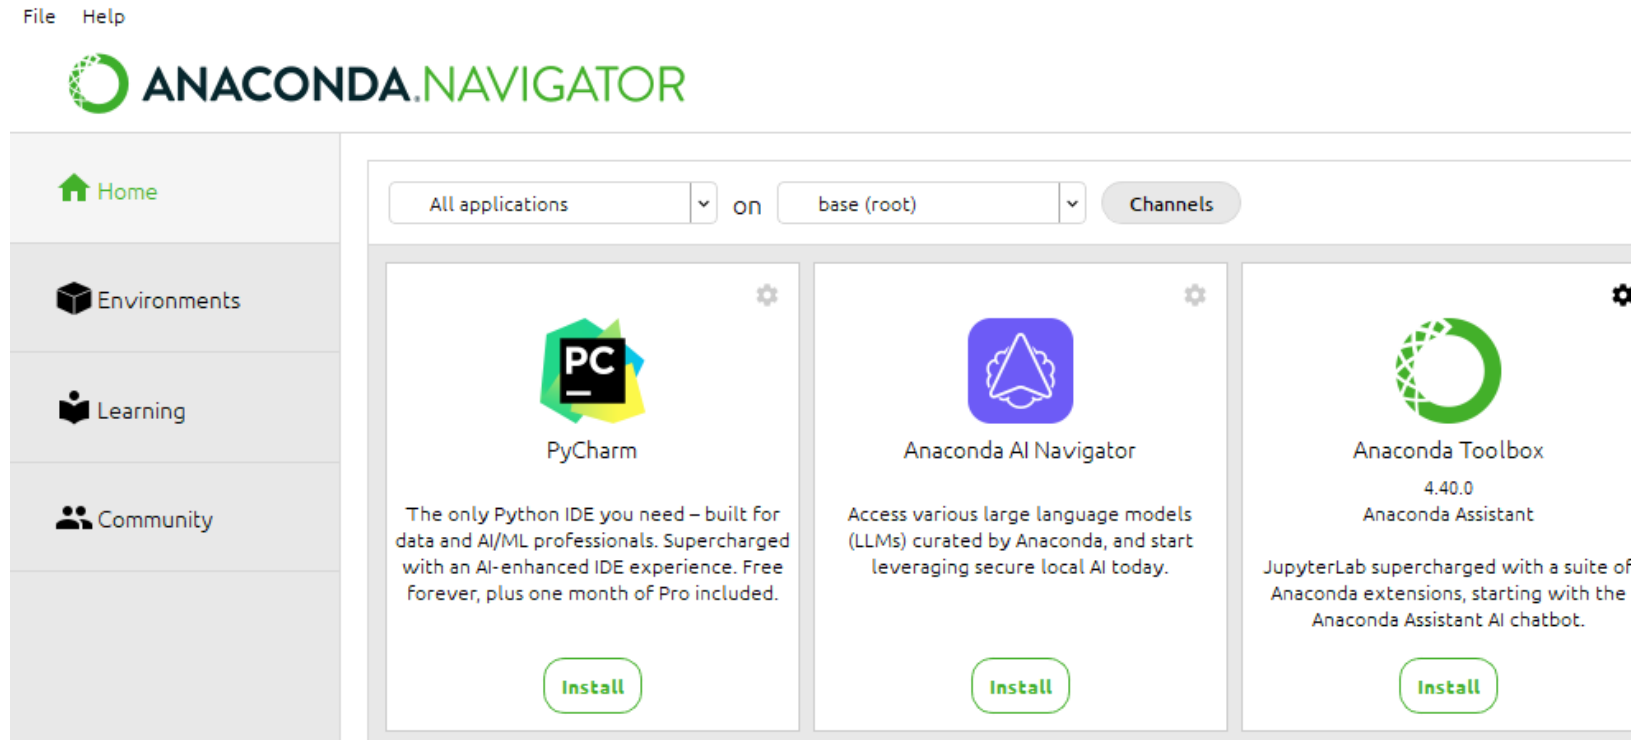 File Help
ANACONDA.NAVIGATOR
Home
All applications on base (root) Channels
Environments
Learning
Community
PC
PyCharm
The only Python IDE you need – built for
data and AI/ML professionals. Supercharged
with an AI-enhanced IDE experience. Free
forever, plus one month of Pro included.
Install
Anaconda AI Navigator
Access various large language models
(LLMs) curated by Anaconda, and start
leveraging secure local AI today.
Install
Anaconda Toolbox
4.40.0
Anaconda Assistant
JupyterLab supercharged with a suite of
Anaconda extensions, starting with the
Anaconda Assistant AI chatbot.
Install